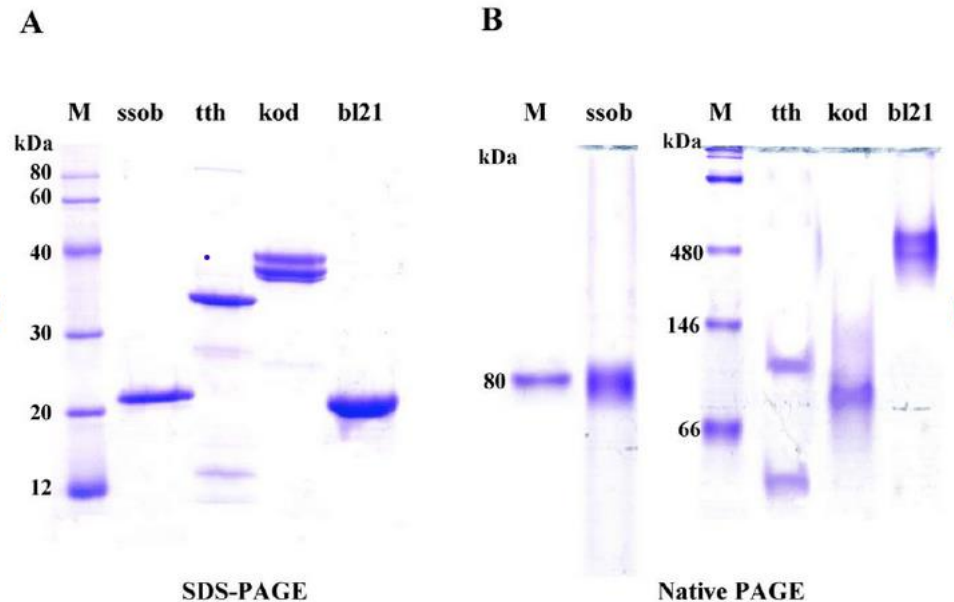 A
M ssob tth kod bl21
kDa
80
60
40
30
20
12
SDS-PAGE
B
M ssob
kDa
80
M tth kod bl21
kDa
480
146
66
Native PAGE